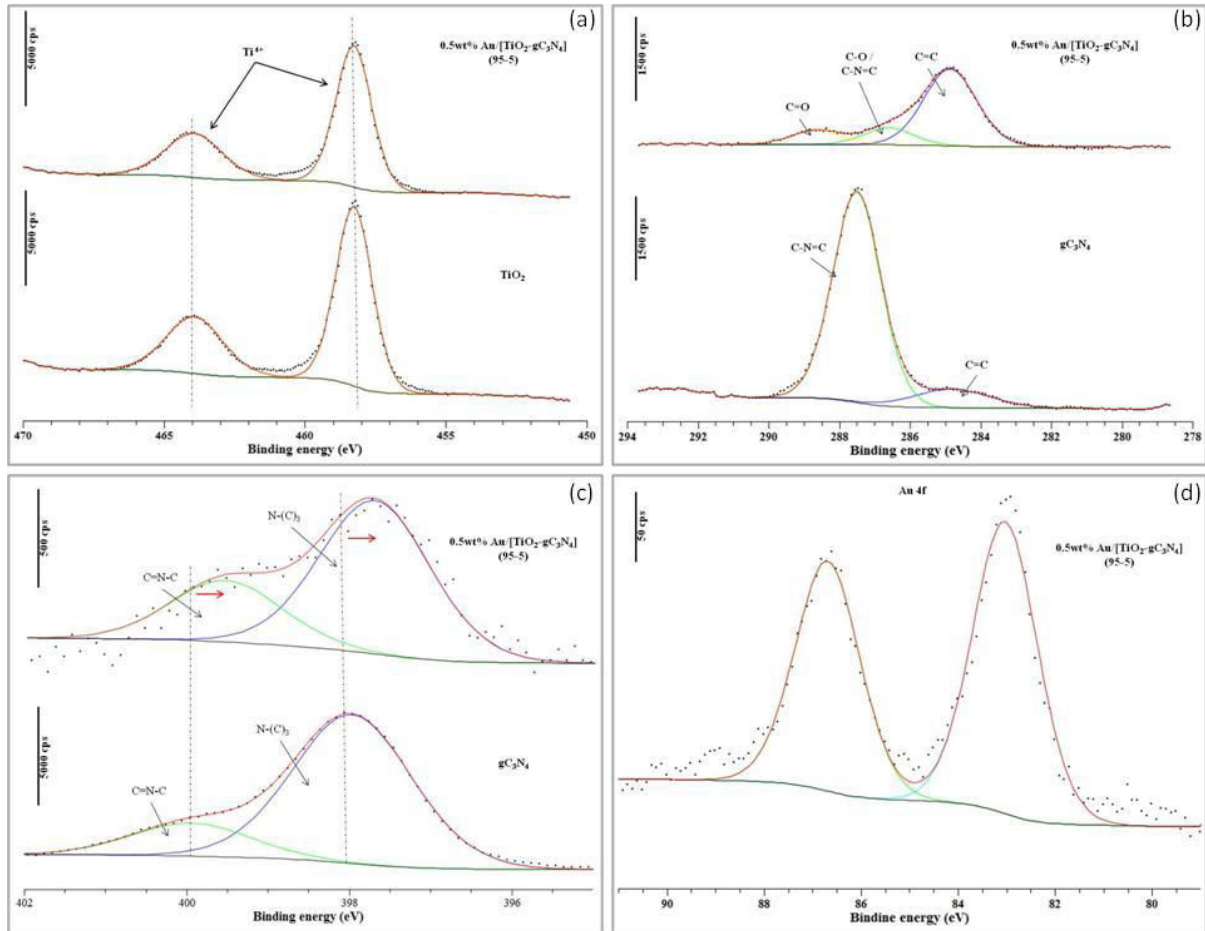 (a)
5000 cps
Ti⁴⁺
0.5wt% Au/[TiO₂-gC₃N₄]
(95-5)
5000 cps
TiO₂
470 465 460 455 450
Binding energy (eV)
(b)
1500 cps
0.5wt% Au/[TiO₂-gC₃N₄]
(95-5)
C-O /
C-N=C
C=C
C=O
1500 cps
gC₃N₄
C-N=C
C=C
294 292 290 288 286 284 282 280 278
Binding energy (eV)
(c)
500 cps
N-(C)₃
0.5wt% Au/[TiO₂-gC₃N₄]
(95-5)
C=N-C
5000 cps
N-(C)₃
gC₃N₄
C=N-C
402 400 398 396
Binding energy (eV)
(d)
Au 4f
50 cps
0.5wt% Au/[TiO₂-gC₃N₄]
(95-5)
90 88 86 84 82 80
Bindine energy (eV)